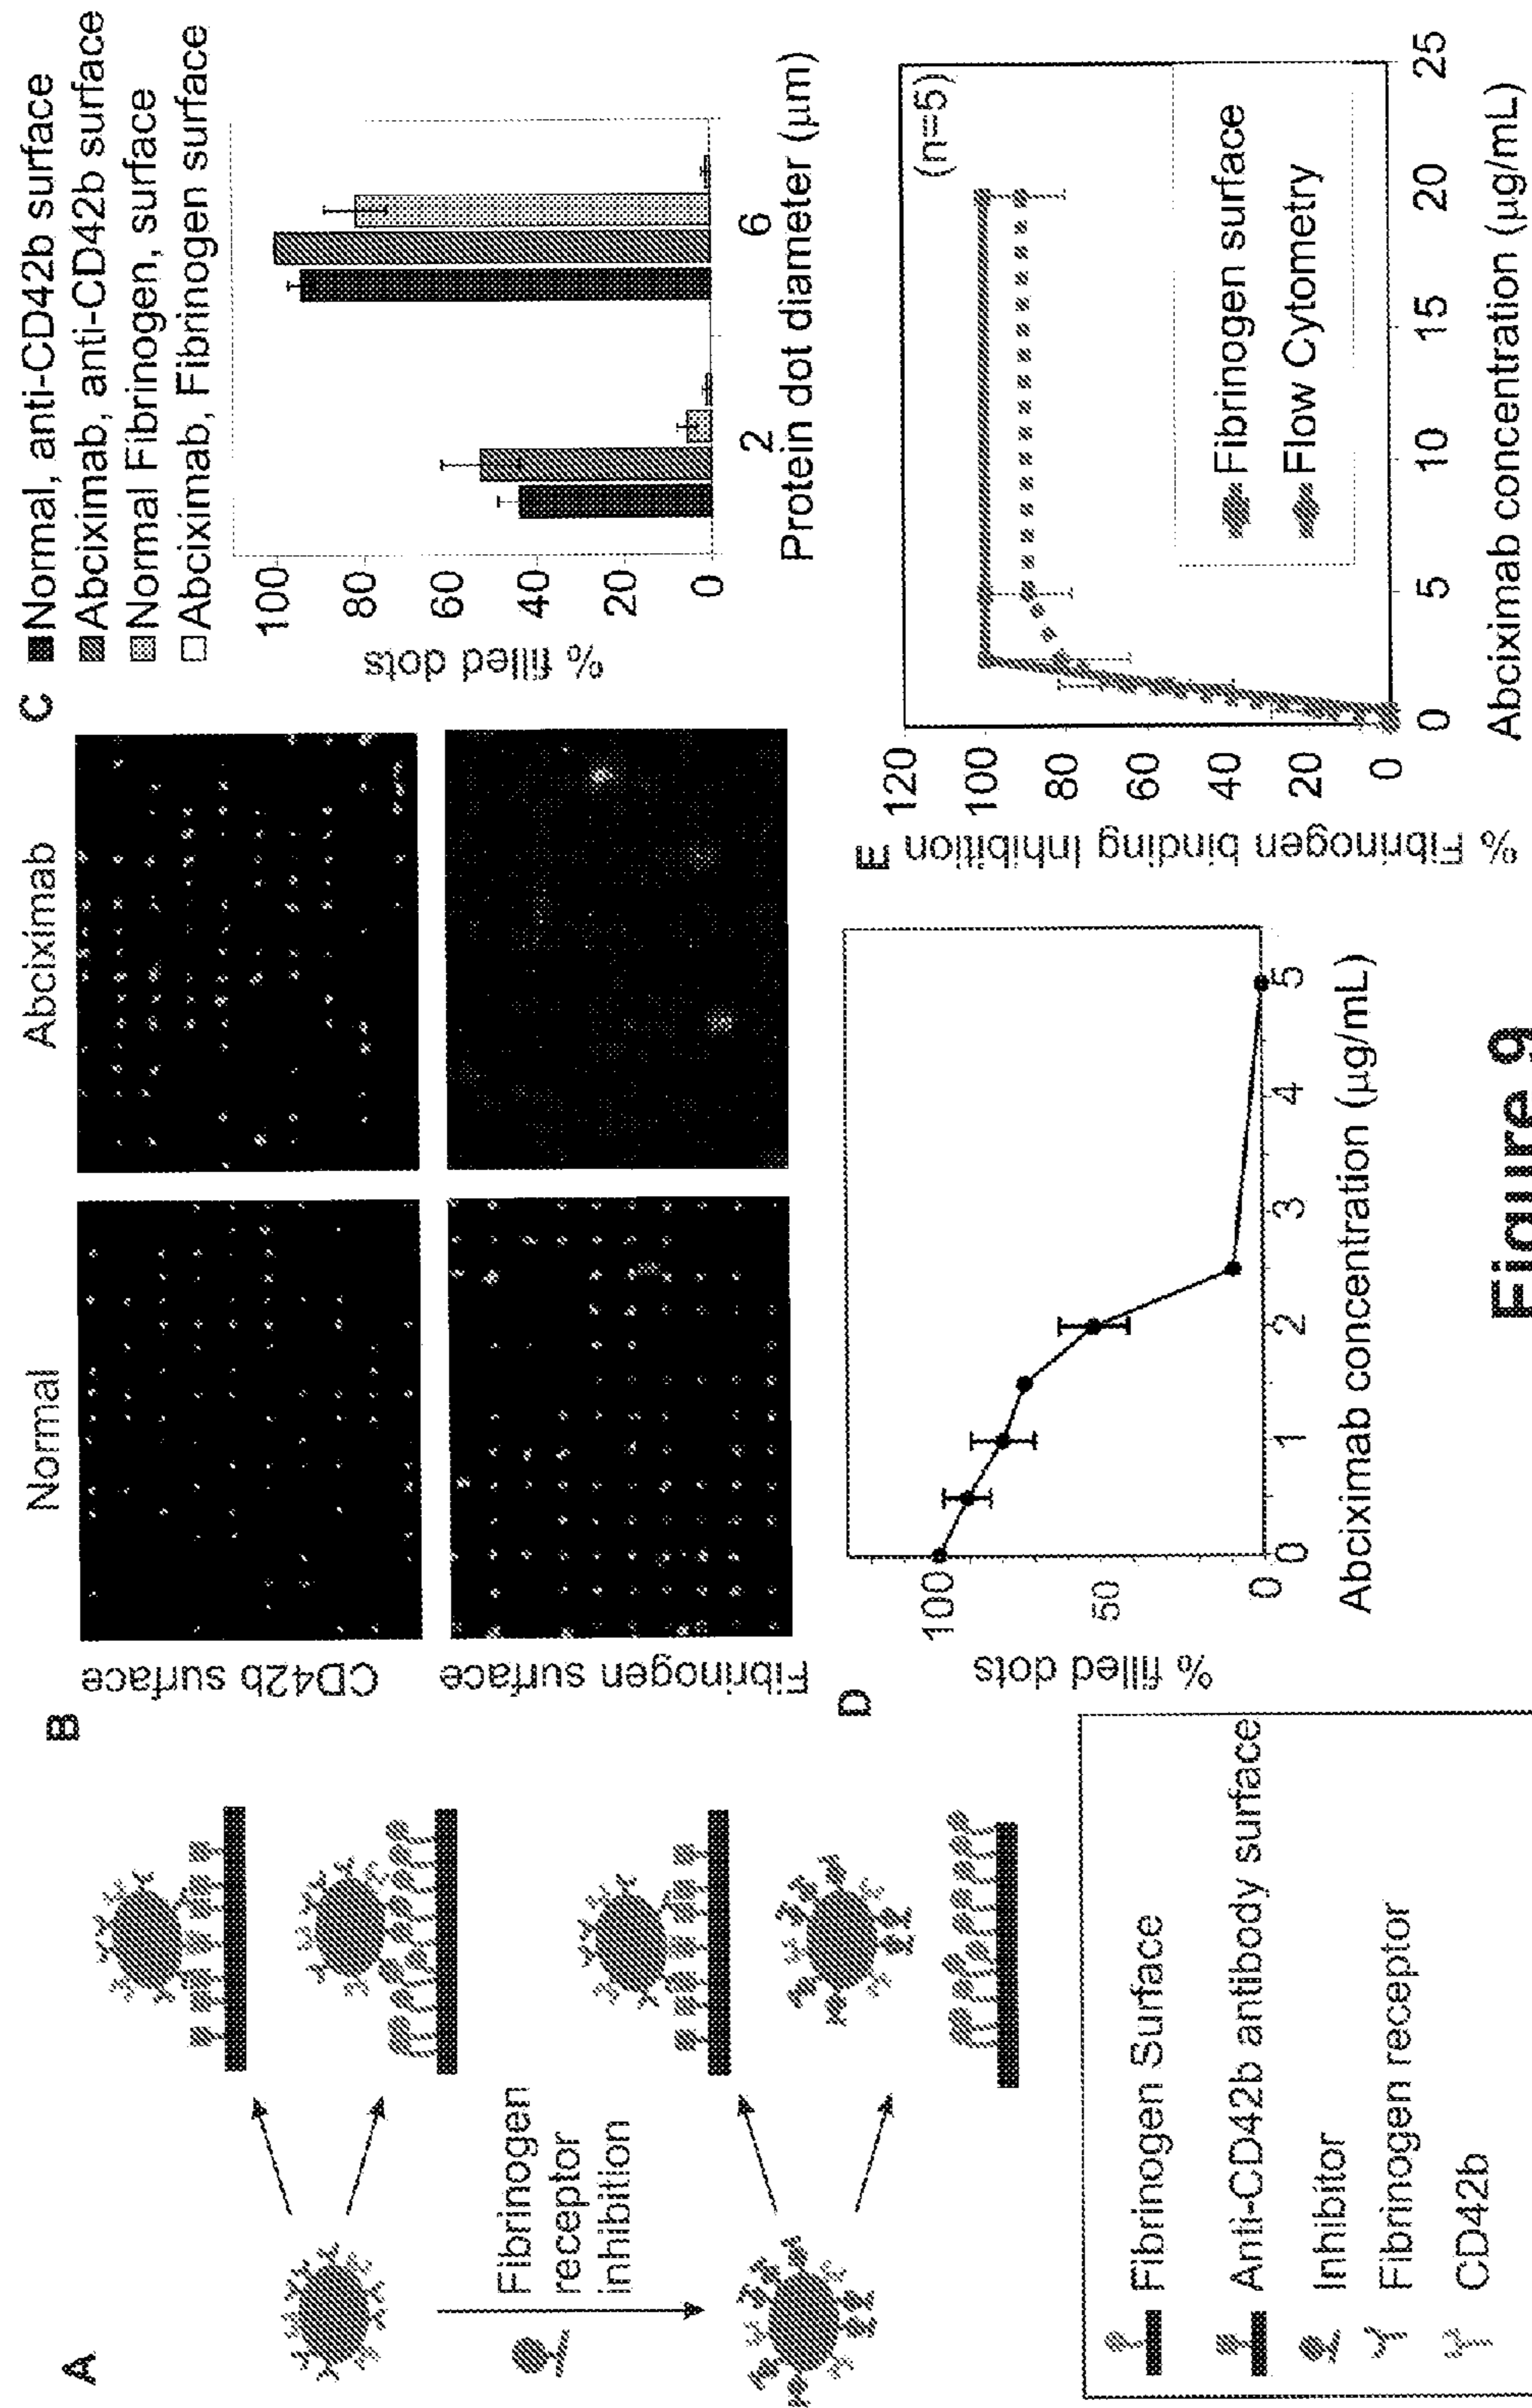 A
Fibrinogen
receptor
inhibition
Fibrinogen Surface
Anti-CD42b antibody surface
Inhibitor
Fibrinogen receptor
CD42b
B
Normal
Abciximab
CD42b surface
Fibrinogen surface
C
Normal, anti-CD42b surface
Abciximab, anti-CD42b surface
Normal Fibrinogen, surface
Abciximab, Fibrinogen surface
% filled dots
100
80
60
40
20
0
2
6
Protein dot diameter (μm)
D
% filled dots
100
50
0
0
1
2
3
4
5
Abciximab concentration (μg/mL)
E
% Fibrinogen binding Inhibition
120
100
80
60
40
20
0
(n=5)
Fibrinogen surface
Flow Cytometry
0
5
10
15
20
25
Abciximab concentration (μg/mL)
Figure 9